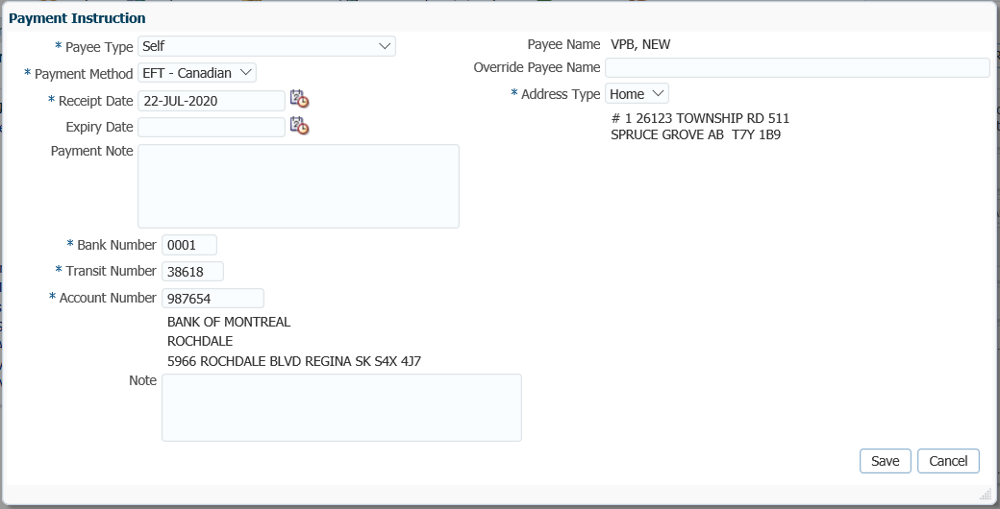 Payment Instruction
* Payee Type Self
Payee Name VPB, NEW
* Payment Method EFT - Canadian
Override Payee Name
* Receipt Date 22-JUL-2020
* Address Type Home
Expiry Date
# 1 26123 TOWNSHIP RD 511
SPRUCE GROVE AB T7Y 1B9
Payment Note
* Bank Number 0001
* Transit Number 38618
* Account Number 987654
BANK OF MONTREAL
ROCHDALE
5966 ROCHDALE BLVD REGINA SK S4X 4J7
Note
Save Cancel